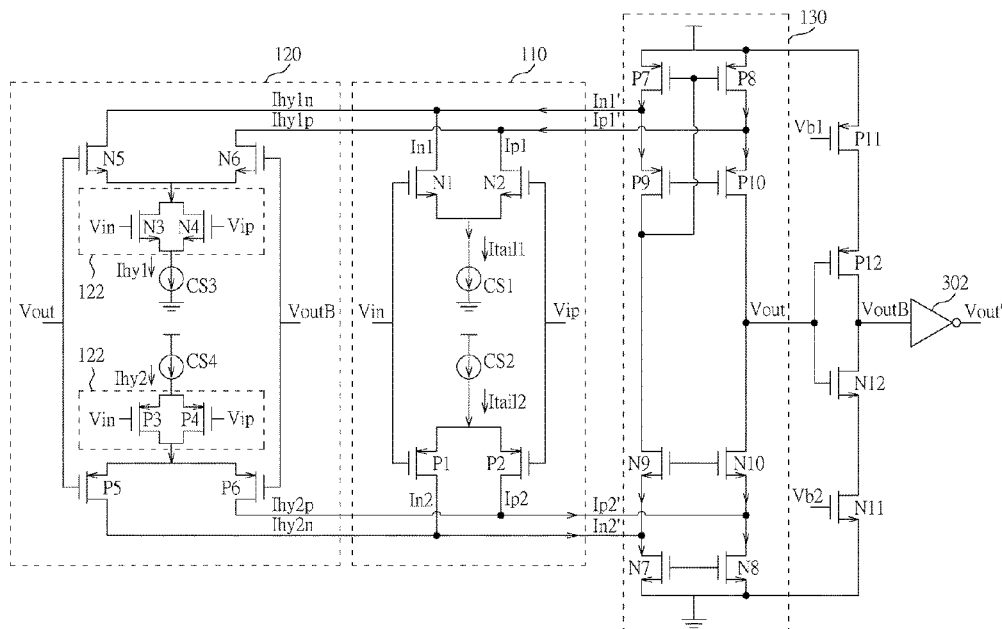 120
110
130
Ihy1n
Ihy1p
In1'
Ip1'
In1
Ip1
P7
P8
Vb1
P11
N5
N6
N1
N2
P9
P10
Vin
N3
N4
Vip
122
Ihy1
CS3
Itail1
CS1
Vout
VoutB
Vin
Vip
Vout
P12
VoutB
302
Vout'
122
Ihy2
CS4
CS2
Itail2
Vin
P3
P4
Vip
N12
P5
P6
P1
P2
N9
N10
In2
Ip2
Ihy2p
Ihy2n
Ip2'
In2'
Vb2
N11
N7
N8